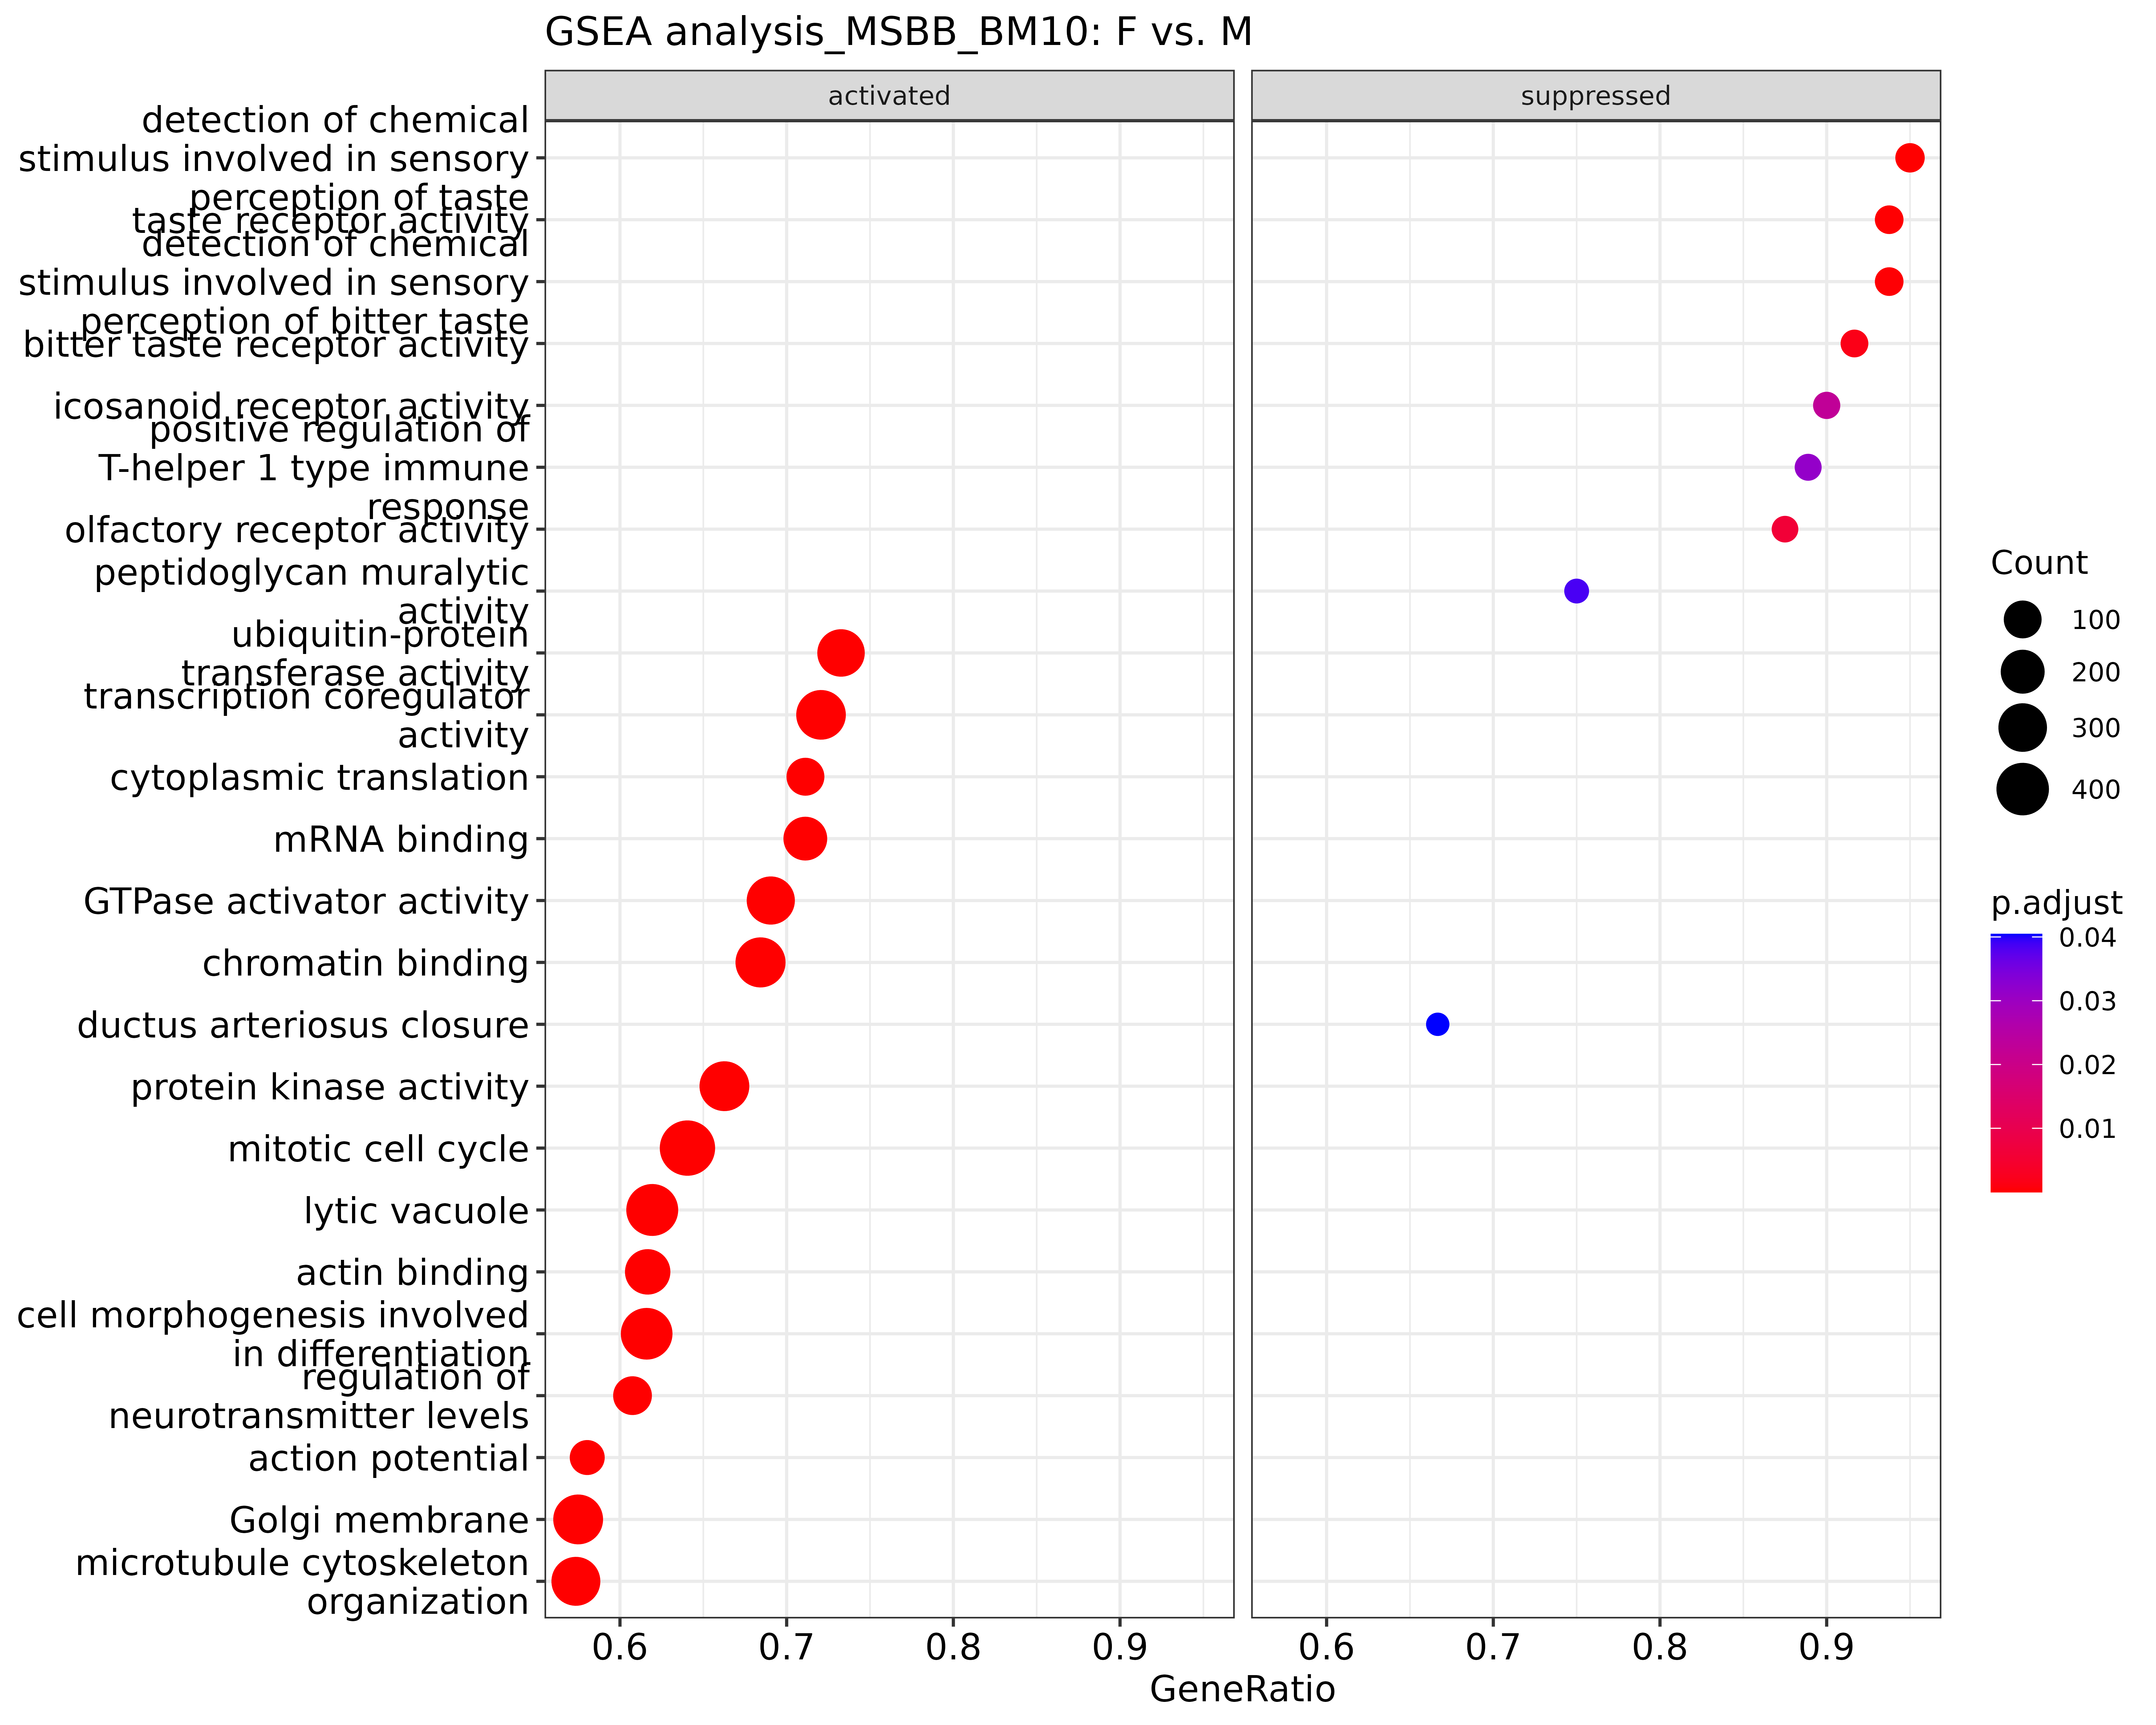 GSEA analysis_MSBB_BM10: F vs. M
activated
suppressed
detection of chemical
stimulus involved in sensory
perception of taste
taste receptor activity
detection of chemical
stimulus involved in sensory
perception of bitter taste
bitter taste receptor activity
icosanoid receptor activity
positive regulation of
T-helper 1 type immune
response
olfactory receptor activity
peptidoglycan muralytic
activity
ubiquitin-protein
transferase activity
transcription coregulator
activity
cytoplasmic translation
mRNA binding
GTPase activator activity
chromatin binding
ductus arteriosus closure
protein kinase activity
mitotic cell cycle
lytic vacuole
actin binding
cell morphogenesis involved
in differentiation
regulation of
neurotransmitter levels
action potential
Golgi membrane
microtubule cytoskeleton
organization
0.6 0.7 0.8 0.9
0.6 0.7 0.8 0.9
GeneRatio
Count
100
200
300
400
p.adjust
0.04
0.03
0.02
0.01